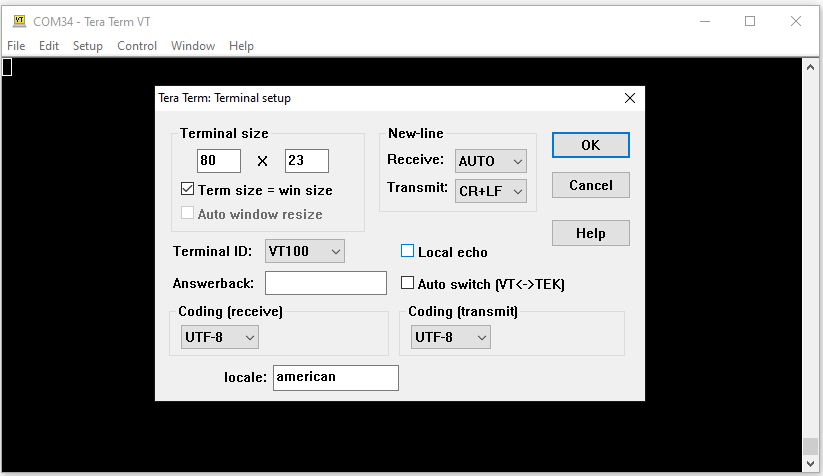 VT
COM34 - Tera Term VT
File Edit Setup Control Window Help
Tera Term: Terminal setup
Terminal size
80 X 23
Term size = win size
Auto window resize
New-line
Receive: AUTO
Transmit: CR+LF
OK
Cancel
Help
Terminal ID: VT100
Local echo
Answerback:
Auto switch (VT<->TEK)
Coding (receive)
UTF-8
Coding (transmit)
UTF-8
locale: american